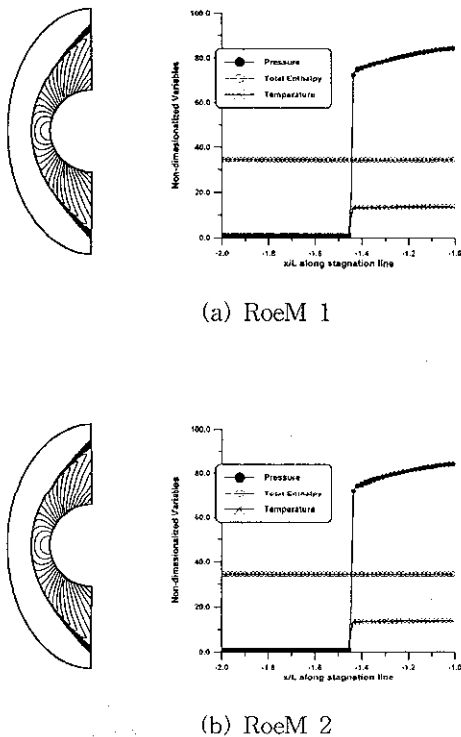 Non-dimesionalized Variables
100.0
80.0
60.0
40.0
20.0
0.0
Pressure
Total Enthalpy
Temperature
-2.0 -1.8 -1.6 -1.4 -1.2 -1.0
x/L along stagnation line
(a) RoeM 1
Non-dimesionalized Variables
100.0
80.0
60.0
40.0
20.0
0.0
Pressure
Total Enthalpy
Temperature
-2.0 -1.8 -1.6 -1.4 -1.2 -1.0
x/L along stagnation line
(b) RoeM 2